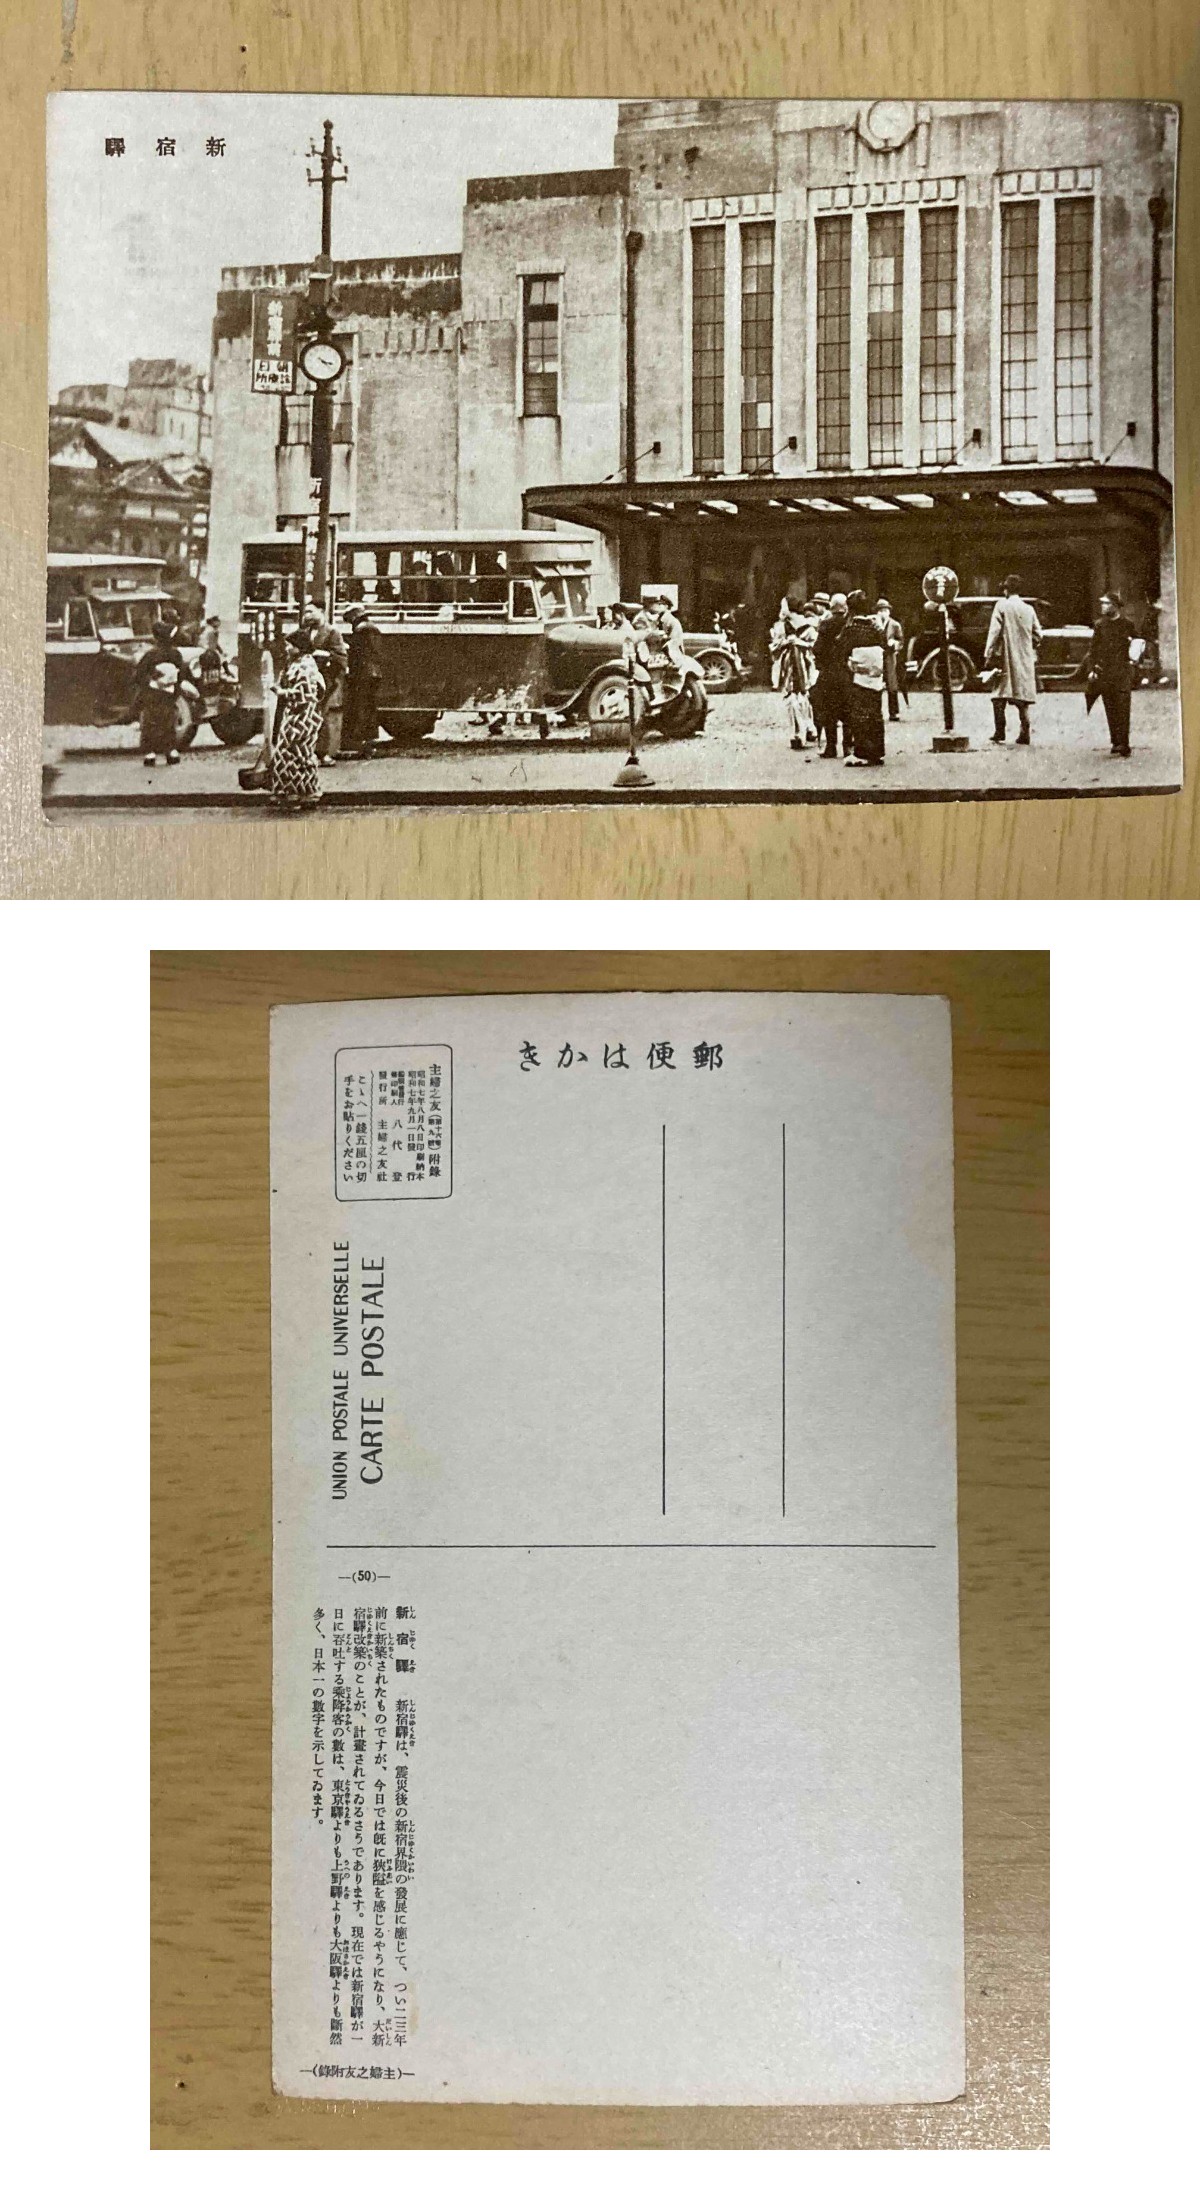 新宿驛
郵便はかき
主婦之友(第十六卷第九號)附錄
昭和七年八月八日印刷納本
昭和七年九月一日發行
八代登
發行所 主婦之友社
こゝへ一錢五厘の切
手をお貼りください
UNION POSTALE UNIVERSELLE
CARTE POSTALE
—(50)—
新宿驛 新宿驛は、震災後の新宿界隈の發展に應じて、つい二三年
前に新築されたものですが、今日では既に狹隘を感じるやうになり、大新
宿驛改築のことが、計畫されてゐるさうであります。現在では新宿驛が一
日に呑吐する乘降客の數は、東京驛よりも上野驛よりも大阪驛よりも斷然
多く、日本一の數字を示してゐます。
—(主婦之友附錄)—